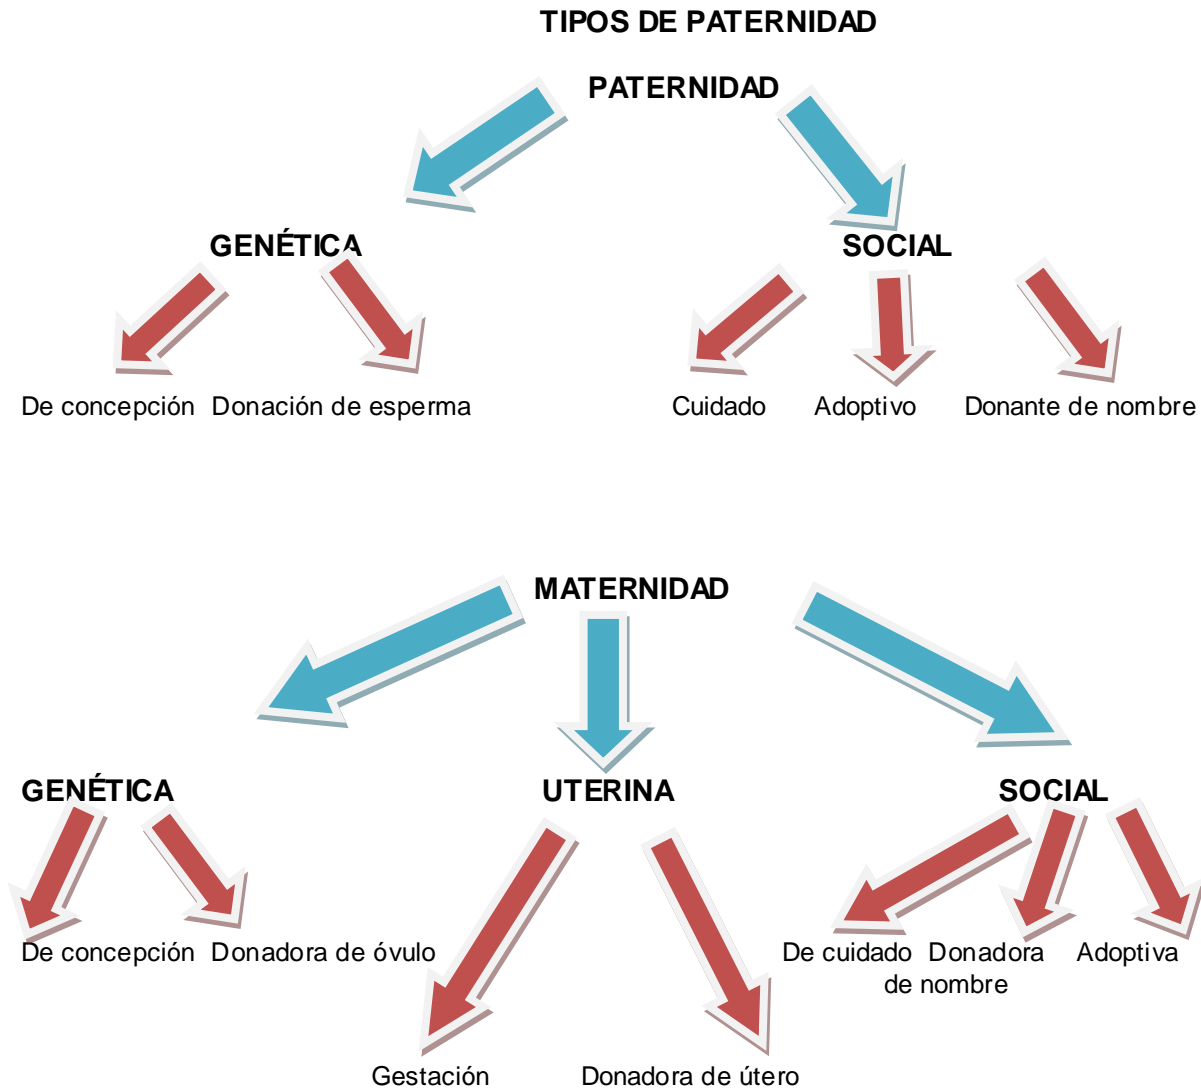 TIPOS DE PATERNIDAD
PATERNIDAD
GENÉTICA SOCIAL
De concepción Donación de esperma Cuidado Adoptivo Donante de nombre
MATERNIDAD
GENÉTICA UTERINA SOCIAL
De concepción Donadora de óvulo De cuidado Donadora Adoptiva
de nombre
Gestación Donadora de útero